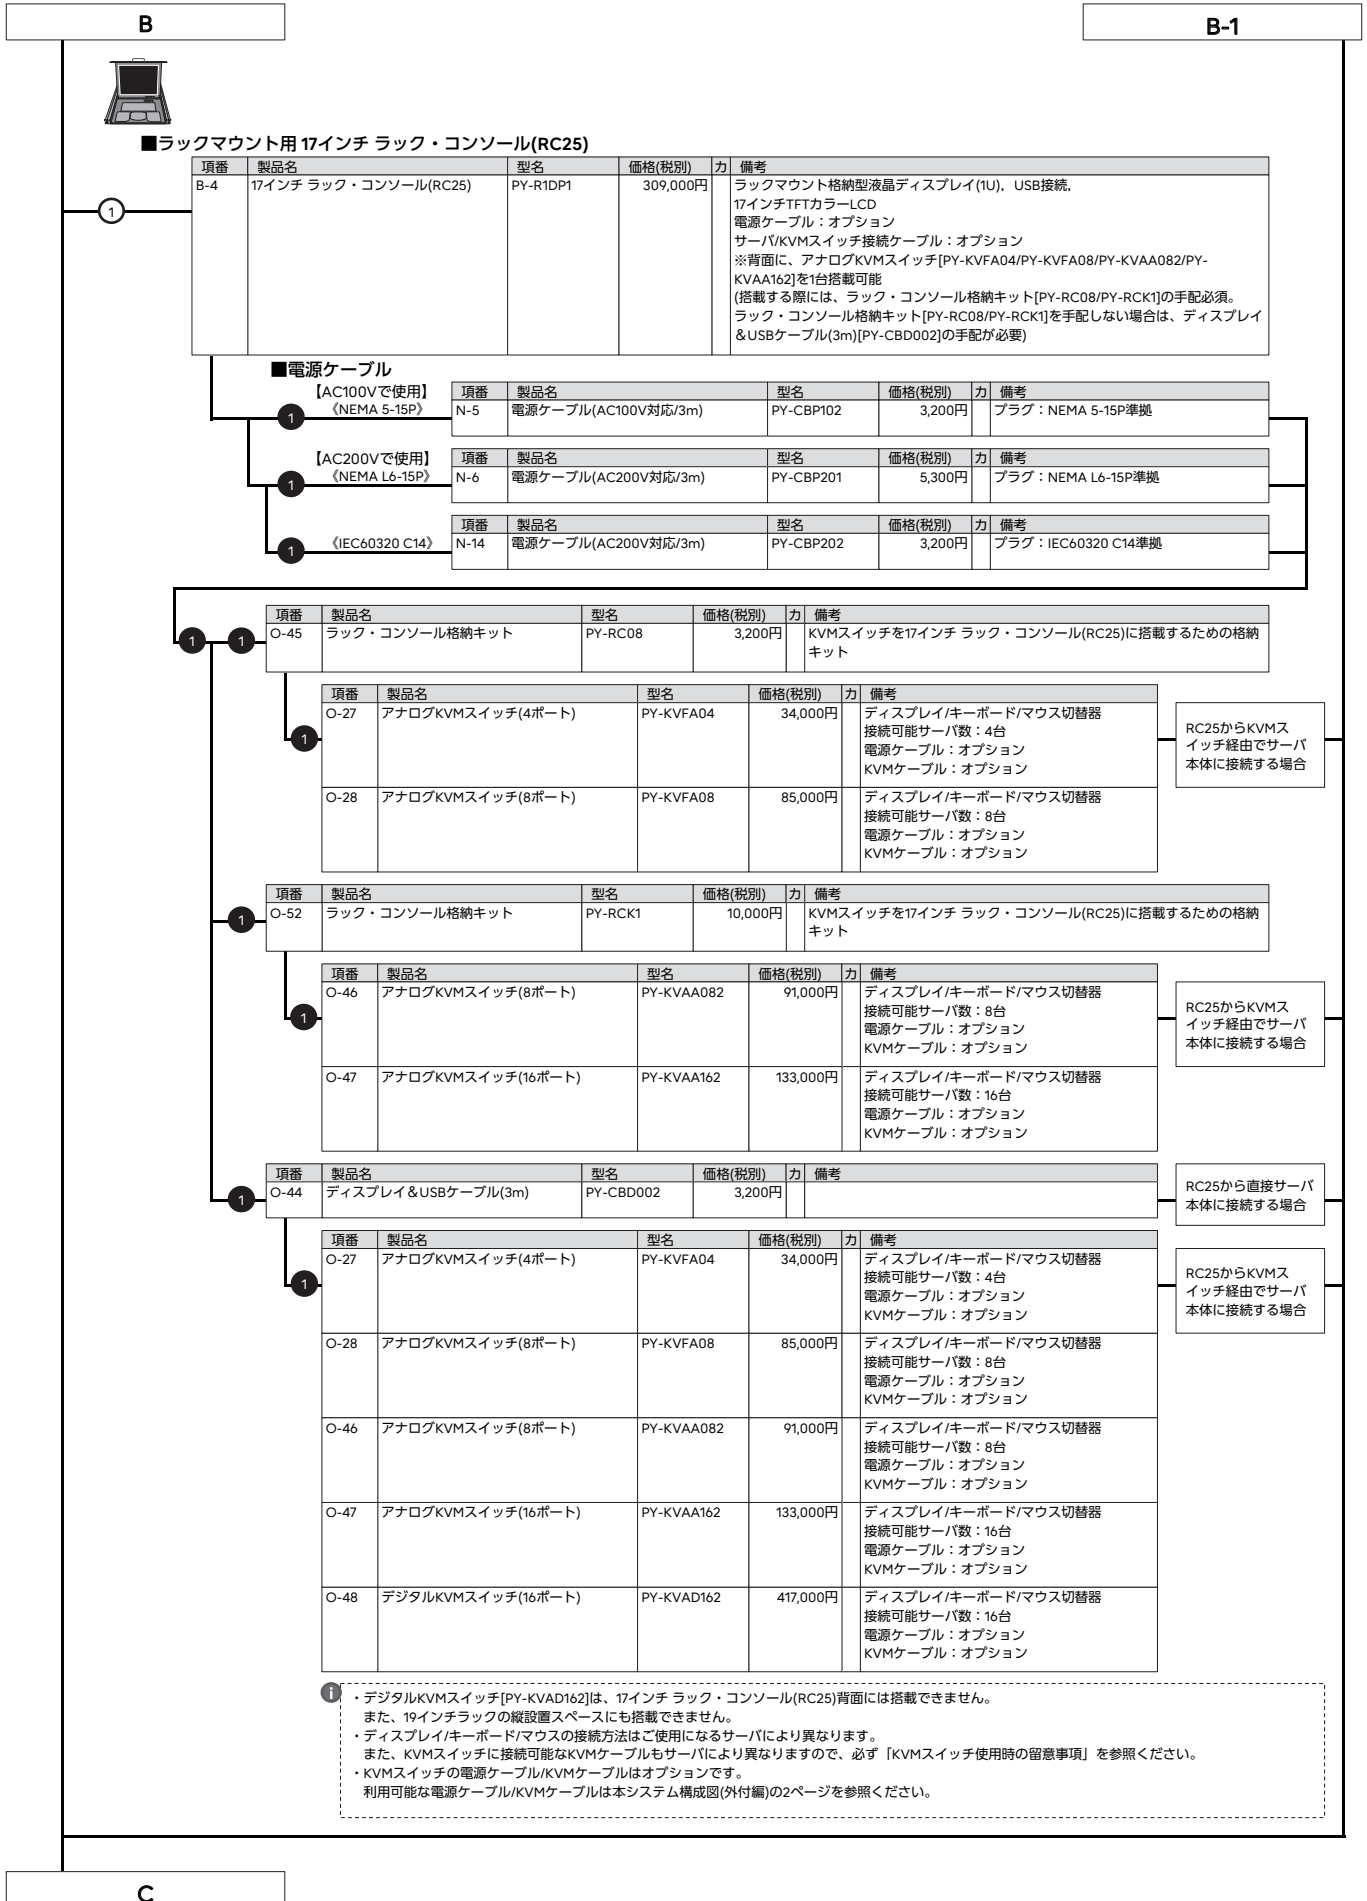 B
B-1
■ラックマウント用 17インチ ラック・コンソール(RC25)
項番 製品名 型名 価格(税別) カ 備考
B-4 17インチ ラック・コンソール(RC25) PY-R1DP1 309,000円 ラックマウント格納型液晶ディスプレイ(1U)，USB接続，
17インチTFTカラーLCD
電源ケーブル：オプション
サーバ/KVMスイッチ接続ケーブル：オプション
※背面に、アナログKVMスイッチ[PY-KVFA04/PY-KVFA08/PY-KVAA082/PY-
KVAA162]を1台搭載可能
(搭載する際には、ラック・コンソール格納キット[PY-RC08/PY-RCK1]の手配必須。
ラック・コンソール格納キット[PY-RC08/PY-RCK1]を手配しない場合は、ディスプレイ
＆USBケーブル(3m)[PY-CBD002]の手配が必要)
1
■電源ケーブル
【AC100Vで使用】
《NEMA 5-15P》
1
項番 製品名 型名 価格(税別) カ 備考
N-5 電源ケーブル(AC100V対応/3m) PY-CBP102 3,200円 プラグ：NEMA 5-15P準拠
【AC200Vで使用】
《NEMA L6-15P》
1
項番 製品名 型名 価格(税別) カ 備考
N-6 電源ケーブル(AC200V対応/3m) PY-CBP201 5,300円 プラグ：NEMA L6-15P準拠
《IEC60320 C14》
1
項番 製品名 型名 価格(税別) カ 備考
N-14 電源ケーブル(AC200V対応/3m) PY-CBP202 3,200円 プラグ：IEC60320 C14準拠
1 1
項番 製品名 型名 価格(税別) カ 備考
O-45 ラック・コンソール格納キット PY-RC08 3,200円 KVMスイッチを17インチ ラック・コンソール(RC25)に搭載するための格納
キット
1
項番 製品名 型名 価格(税別) カ 備考
O-27 アナログKVMスイッチ(4ポート) PY-KVFA04 34,000円 ディスプレイ/キーボード/マウス切替器
接続可能サーバ数：4台
電源ケーブル：オプション
KVMケーブル：オプション
O-28 アナログKVMスイッチ(8ポート) PY-KVFA08 85,000円 ディスプレイ/キーボード/マウス切替器
接続可能サーバ数：8台
電源ケーブル：オプション
KVMケーブル：オプション
RC25からKVMス
イッチ経由でサーバ
本体に接続する場合
1
項番 製品名 型名 価格(税別) カ 備考
O-52 ラック・コンソール格納キット PY-RCK1 10,000円 KVMスイッチを17インチ ラック・コンソール(RC25)に搭載するための格納
キット
1
項番 製品名 型名 価格(税別) カ 備考
O-46 アナログKVMスイッチ(8ポート) PY-KVAA082 91,000円 ディスプレイ/キーボード/マウス切替器
接続可能サーバ数：8台
電源ケーブル：オプション
KVMケーブル：オプション
O-47 アナログKVMスイッチ(16ポート) PY-KVAA162 133,000円 ディスプレイ/キーボード/マウス切替器
接続可能サーバ数：16台
電源ケーブル：オプション
KVMケーブル：オプション
RC25からKVMス
イッチ経由でサーバ
本体に接続する場合
1
項番 製品名 型名 価格(税別) カ 備考
O-44 ディスプレイ＆USBケーブル(3m) PY-CBD002 3,200円
RC25から直接サーバ
本体に接続する場合
1
項番 製品名 型名 価格(税別) カ 備考
O-27 アナログKVMスイッチ(4ポート) PY-KVFA04 34,000円 ディスプレイ/キーボード/マウス切替器
接続可能サーバ数：4台
電源ケーブル：オプション
KVMケーブル：オプション
O-28 アナログKVMスイッチ(8ポート) PY-KVFA08 85,000円 ディスプレイ/キーボード/マウス切替器
接続可能サーバ数：8台
電源ケーブル：オプション
KVMケーブル：オプション
O-46 アナログKVMスイッチ(8ポート) PY-KVAA082 91,000円 ディスプレイ/キーボード/マウス切替器
接続可能サーバ数：8台
電源ケーブル：オプション
KVMケーブル：オプション
O-47 アナログKVMスイッチ(16ポート) PY-KVAA162 133,000円 ディスプレイ/キーボード/マウス切替器
接続可能サーバ数：16台
電源ケーブル：オプション
KVMケーブル：オプション
O-48 デジタルKVMスイッチ(16ポート) PY-KVAD162 417,000円 ディスプレイ/キーボード/マウス切替器
接続可能サーバ数：16台
電源ケーブル：オプション
KVMケーブル：オプション
RC25からKVMス
イッチ経由でサーバ
本体に接続する場合
i
・デジタルKVMスイッチ[PY-KVAD162]は、17インチ ラック・コンソール(RC25)背面には搭載できません。
また、19インチラックの縦設置スペースにも搭載できません。
・ディスプレイ/キーボード/マウスの接続方法はご使用になるサーバにより異なります。
また、KVMスイッチに接続可能なKVMケーブルもサーバにより異なりますので、必ず「KVMスイッチ使用時の留意事項」を参照ください。
・KVMスイッチの電源ケーブル/KVMケーブルはオプションです。
利用可能な電源ケーブル/KVMケーブルは本システム構成図(外付編)の2ページを参照ください。
C